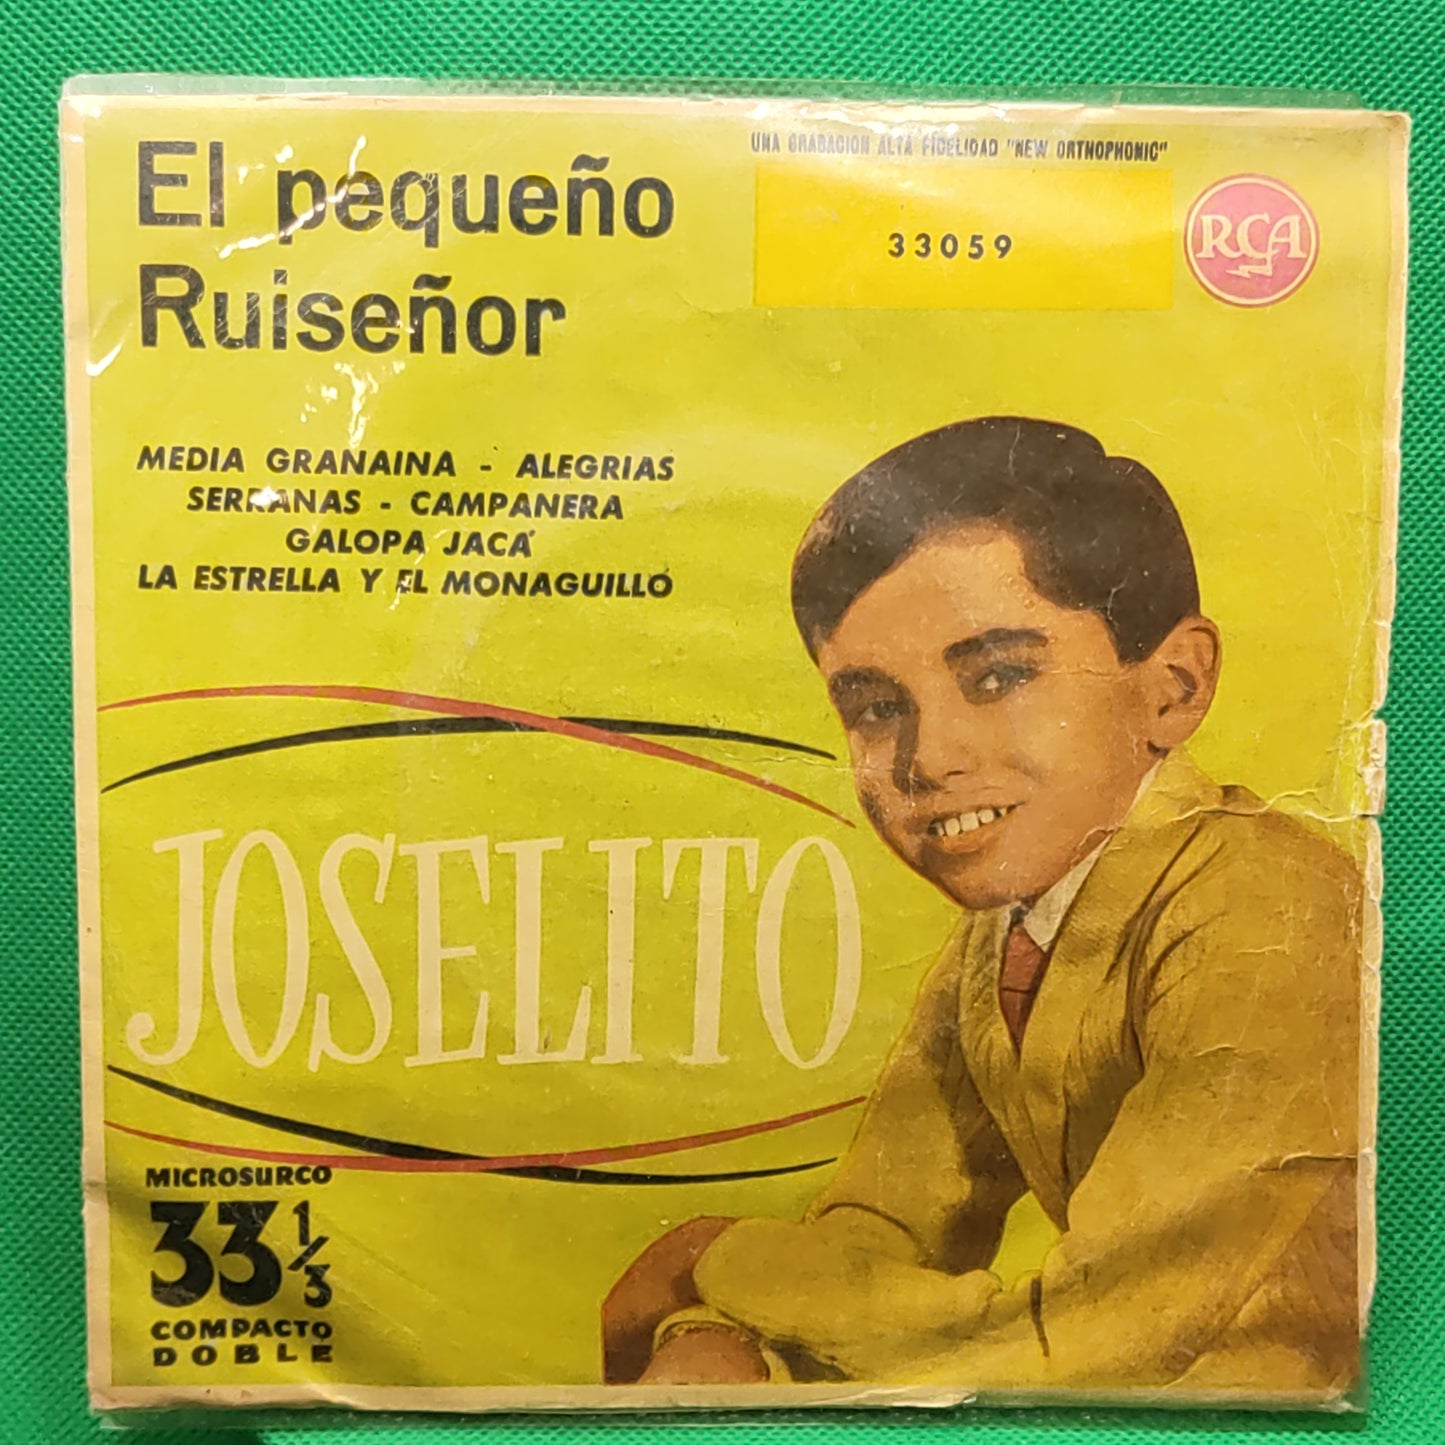 El pequeño
Ruiseñor
UNA GRABACION ALTA FIDELIDAD "NEW ORTHOPHONIC"
33059
RCA
MEDIA GRANAINA - ALEGRIAS
SERRANAS - CAMPANERA
GALOPA JACA
LA ESTRELLA Y EL MONAGUILLO
JOSELITO
MICROSURCO
33 1/3
COMPACTO
DOBLE